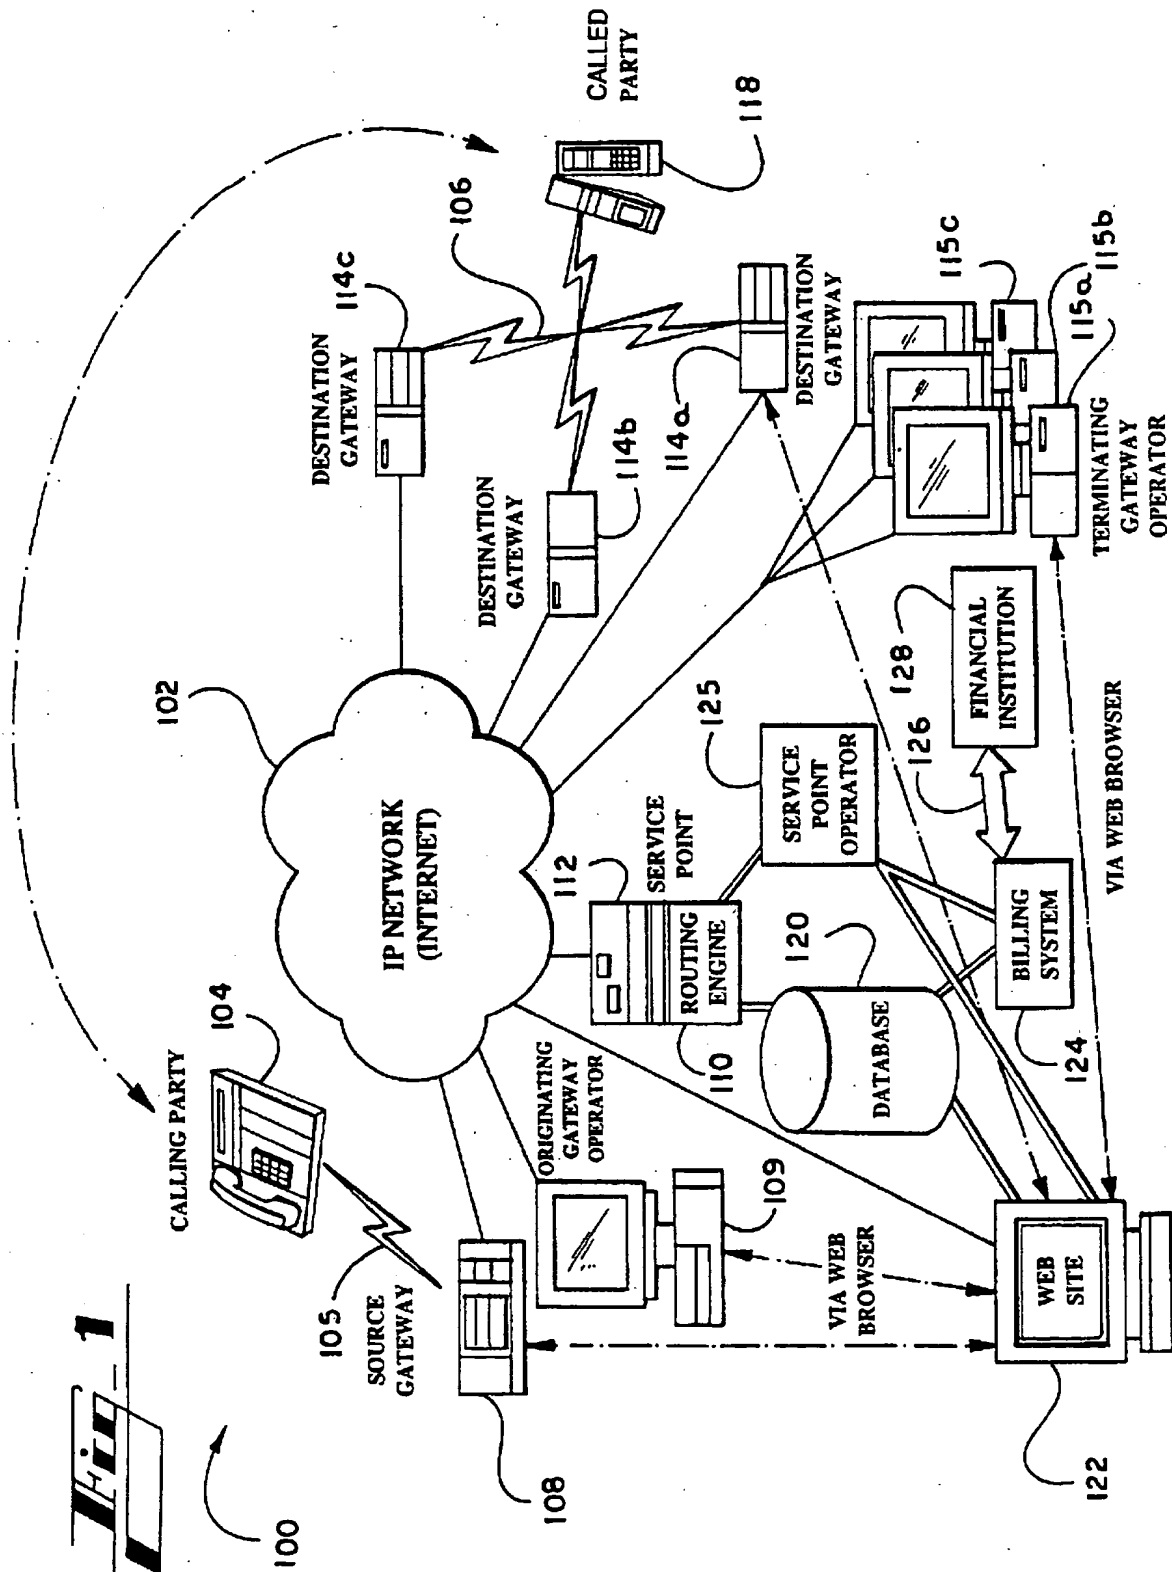 Fig. 1
100
CALLING PARTY
104
105
SOURCE
GATEWAY
108
ORIGINATING
GATEWAY
OPERATOR
109
VIA WEB
BROWSER
WEB
SITE
122
102
IP NETWORK
(INTERNET)
112
SERVICE
POINT
ROUTING
ENGINE
110
120
DATABASE
125
SERVICE
POINT
OPERATOR
BILLING
SYSTEM
124
126
128
FINANCIAL
INSTITUTION
VIA WEB BROWSER
DESTINATION
GATEWAY
114c
DESTINATION
GATEWAY
114b
106
CALLED
PARTY
118
114a
DESTINATION
GATEWAY
115c
115b
115a
TERMINATING
GATEWAY
OPERATOR